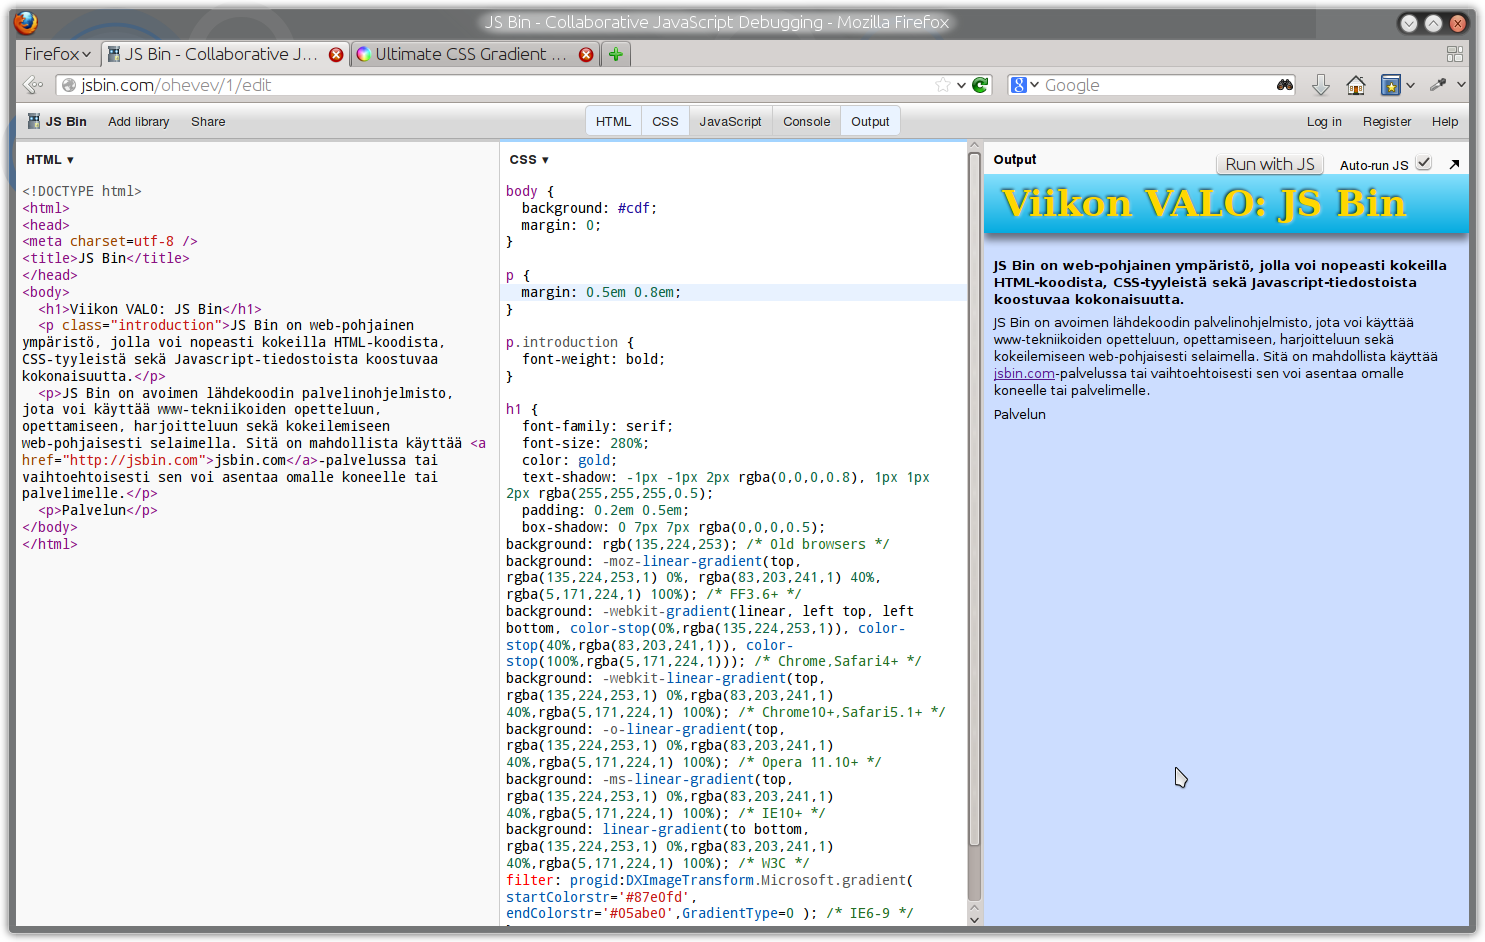 JS Bin - Collaborative JavaScript Debugging - Mozilla Firefox
Firefox
JS Bin - Collaborative J...
Ultimate CSS Gradient ...
jsbin.com/ohevev/1/edit
Google
JS Bin
Add library
Share
HTML
CSS
JavaScript
Console
Output
Log in
Register
Help
HTML ▾
<!DOCTYPE html>
<html>
<head>
<meta charset=utf-8 />
<title>JS Bin</title>
</head>
<body>
<h1>Viikon VALO: JS Bin</h1>
<p class="introduction">JS Bin on web-pohjainen
ympäristö, jolla voi nopeasti kokeilla HTML-koodista,
CSS-tyyleistä sekä Javascript-tiedostoista koostuvaa
kokonaisuutta.</p>
<p>JS Bin on avoimen lähdekoodin palvelinohjelmisto,
jota voi käyttää www-tekniikoiden opetteluun,
opettamiseen, harjoitteluun sekä kokeilemiseen
web-pohjaisesti selaimella. Sitä on mahdollista käyttää <a
href="http://jsbin.com">jsbin.com</a>-palvelussa tai
vaihtoehtoisesti sen voi asentaa omalle koneelle tai
palvelimelle.</p>
<p>Palvelun</p>
</body>
</html>
CSS ▾
body {
background: #cdf;
margin: 0;
}
p {
margin: 0.5em 0.8em;
}
p.introduction {
font-weight: bold;
}
h1 {
font-family: serif;
font-size: 280%;
color: gold;
text-shadow: -1px -1px 2px rgba(0,0,0,0.8), 1px 1px
2px rgba(255,255,255,0.5);
padding: 0.2em 0.5em;
box-shadow: 0 7px 7px rgba(0,0,0,0.5);
background: rgb(135,224,253); /* Old browsers */
background: -moz-linear-gradient(top,
rgba(135,224,253,1) 0%, rgba(83,203,241,1) 40%,
rgba(5,171,224,1) 100%); /* FF3.6+ */
background: -webkit-gradient(linear, left top, left
bottom, color-stop(0%,rgba(135,224,253,1)), color-
stop(40%,rgba(83,203,241,1)), color-
stop(100%,rgba(5,171,224,1))); /* Chrome,Safari4+ */
background: -webkit-linear-gradient(top,
rgba(135,224,253,1) 0%,rgba(83,203,241,1)
40%,rgba(5,171,224,1) 100%); /* Chrome10+,Safari5.1+ */
background: -o-linear-gradient(top,
rgba(135,224,253,1) 0%,rgba(83,203,241,1)
40%,rgba(5,171,224,1) 100%); /* Opera 11.10+ */
background: -ms-linear-gradient(top,
rgba(135,224,253,1) 0%,rgba(83,203,241,1)
40%,rgba(5,171,224,1) 100%); /* IE10+ */
background: linear-gradient(to bottom,
rgba(135,224,253,1) 0%,rgba(83,203,241,1)
40%,rgba(5,171,224,1) 100%); /* W3C */
filter: progid:DXImageTransform.Microsoft.gradient(
startColorstr='#87e0fd',
endColorstr='#05abe0',GradientType=0 ); /* IE6-9 */
Output
Run with JS
Auto-run JS
Viikon VALO: JS Bin
JS Bin on web-pohjainen ympäristö, jolla voi nopeasti kokeilla
HTML-koodista, CSS-tyyleistä sekä Javascript-tiedostoista
koostuvaa kokonaisuutta.
JS Bin on avoimen lähdekoodin palvelinohjelmisto, jota voi käyttää
www-tekniikoiden opetteluun, opettamiseen, harjoitteluun sekä
kokeilemiseen web-pohjaisesti selaimella. Sitä on mahdollista käyttää
jsbin.com-palvelussa tai vaihtoehtoisesti sen voi asentaa omalle
koneelle tai palvelimelle.
Palvelun